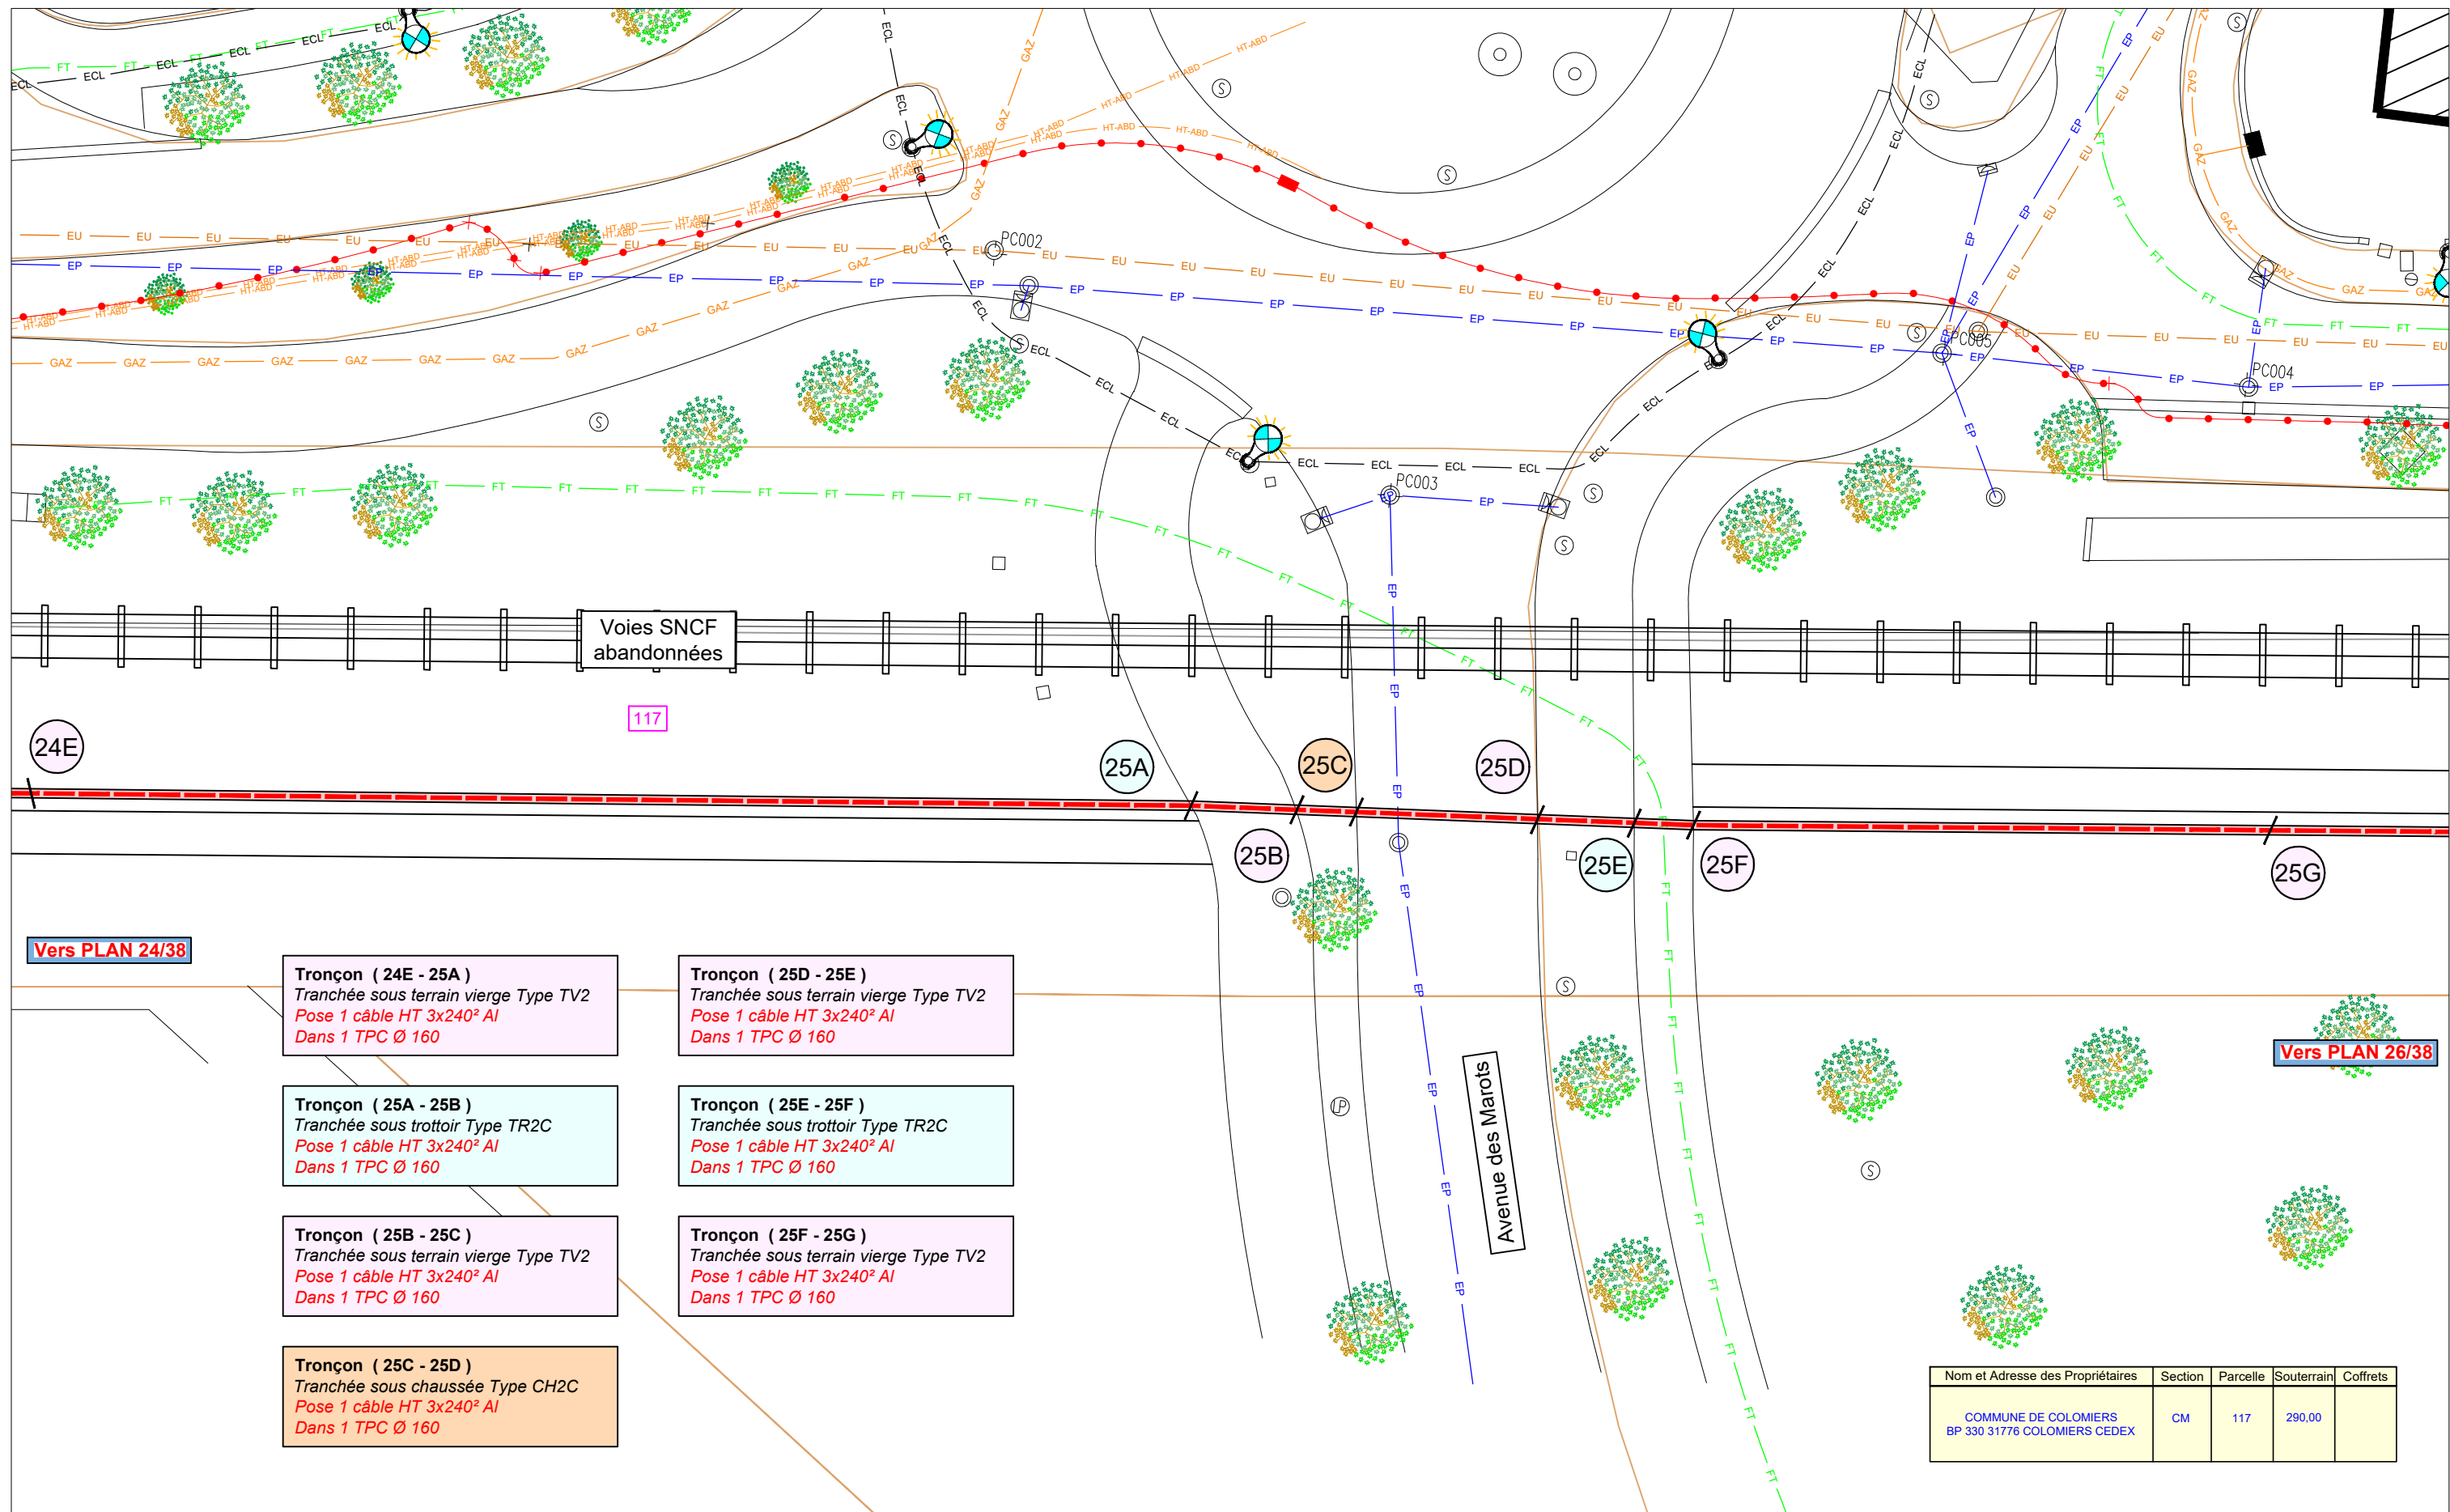 PC002
PC005
PC004
PC003
Voies SNCF
abandonnées
117
24E
25A
25C
25D
25B
25E
25F
25G
Vers PLAN 24/38
Tronçon ( 24E - 25A )
Tranchée sous terrain vierge Type TV2
Pose 1 câble HT 3x240² Al
Dans 1 TPC Ø 160
Tronçon ( 25A - 25B )
Tranchée sous trottoir Type TR2C
Pose 1 câble HT 3x240² Al
Dans 1 TPC Ø 160
Tronçon ( 25B - 25C )
Tranchée sous terrain vierge Type TV2
Pose 1 câble HT 3x240² Al
Dans 1 TPC Ø 160
Tronçon ( 25C - 25D )
Tranchée sous chaussée Type CH2C
Pose 1 câble HT 3x240² Al
Dans 1 TPC Ø 160
Tronçon ( 25D - 25E )
Tranchée sous terrain vierge Type TV2
Pose 1 câble HT 3x240² Al
Dans 1 TPC Ø 160
Tronçon ( 25E - 25F )
Tranchée sous trottoir Type TR2C
Pose 1 câble HT 3x240² Al
Dans 1 TPC Ø 160
Tronçon ( 25F - 25G )
Tranchée sous terrain vierge Type TV2
Pose 1 câble HT 3x240² Al
Dans 1 TPC Ø 160
Avenue des Marots
Vers PLAN 26/38
Nom et Adresse des Propriétaires Section Parcelle Souterrain Coffrets
COMMUNE DE COLOMIERS CM 117 290,00
BP 330 31776 COLOMIERS CEDEX
ECL
FT
HT-ABD
GAZ
EU
EP
S
LP